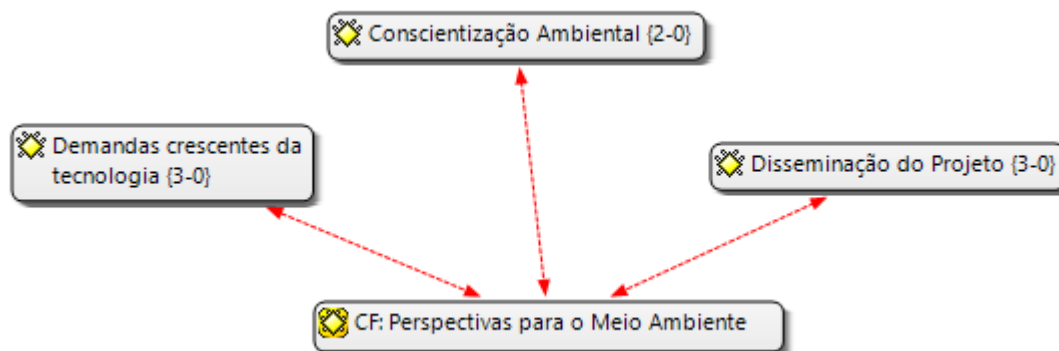 Conscientização Ambiental {2-0}
Demandas crescentes da
tecnologia {3-0}
Disseminação do Projeto {3-0}
CF: Perspectivas para o Meio Ambiente